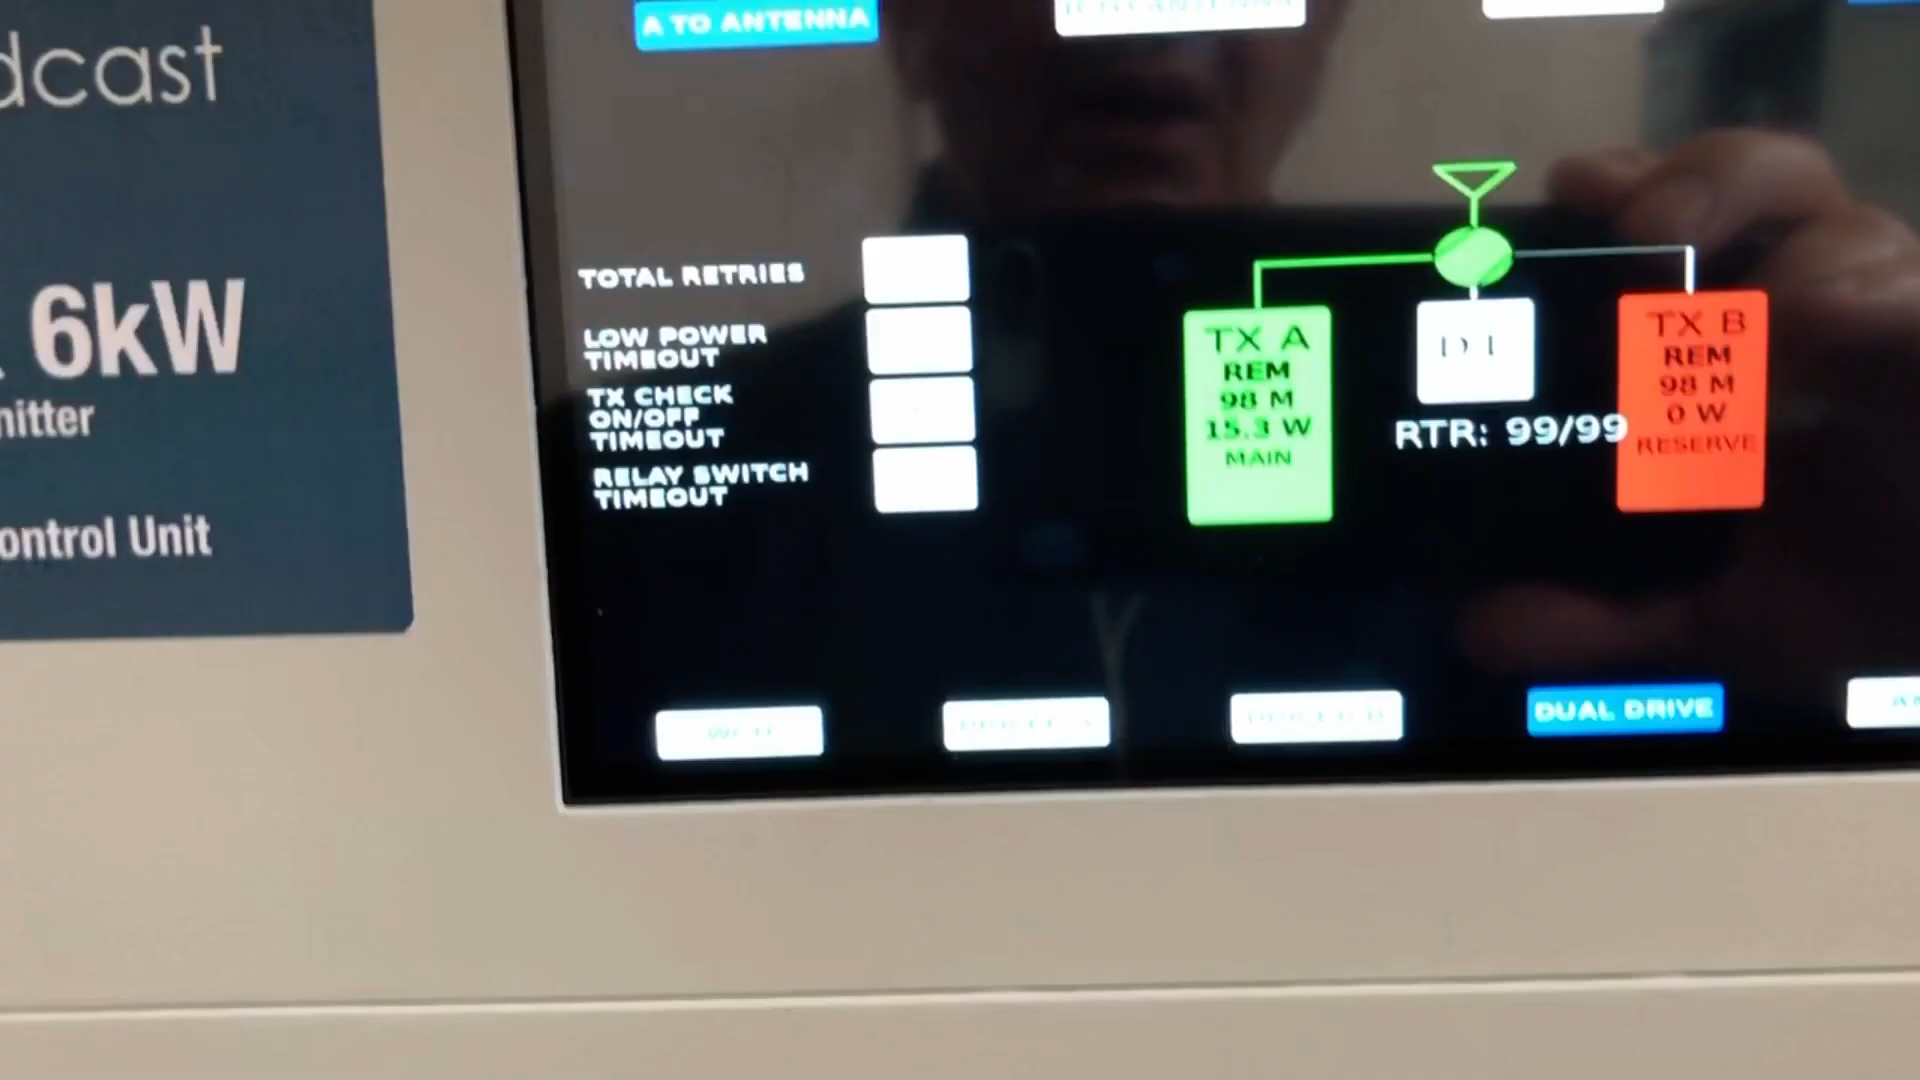 dcast
6kW
nitter
ontrol Unit
A TO ANTENNA
TOTAL RETRIES
LOW POWER
TIMEOUT
TX CHECK
ON/OFF
TIMEOUT
RELAY SWITCH
TIMEOUT
TX A
REM
98 M
15.3 W
MAIN
RTR: 99/99
TX B
REM
98 M
0 W
RESERVE
DUAL DRIVE